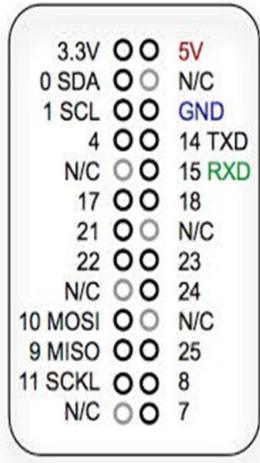 3.3V 5V
0 SDA N/C
1 SCL GND
4 14 TXD
N/C 15 RXD
17 18
21 N/C
22 23
N/C 24
10 MOSI N/C
9 MISO 25
11 SCKL 8
N/C 7